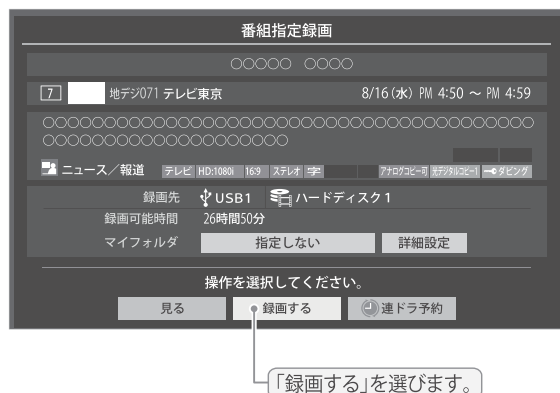 番組指定録画
○○○○○ ○○○○
7 地デジ071 テレビ東京 8/16(水) PM 4:50 ～ PM 4:59
○○○○○○○○○○○○○○○○○○○○○○○○○○○○○○○○○○○
○○○○○○○○○○○○○○○○○○
ニュース／報道 テレビ HD:1080i 16:9 ステレオ 字 アナログコピー可 光デジタルコピー1 ダビング
録画先 USB1 ハードディスク1
録画可能時間 26時間50分
マイフォルダ 指定しない 詳細設定
操作を選択してください。
見る 録画する 連ドラ予約
「録画する」を選びます。